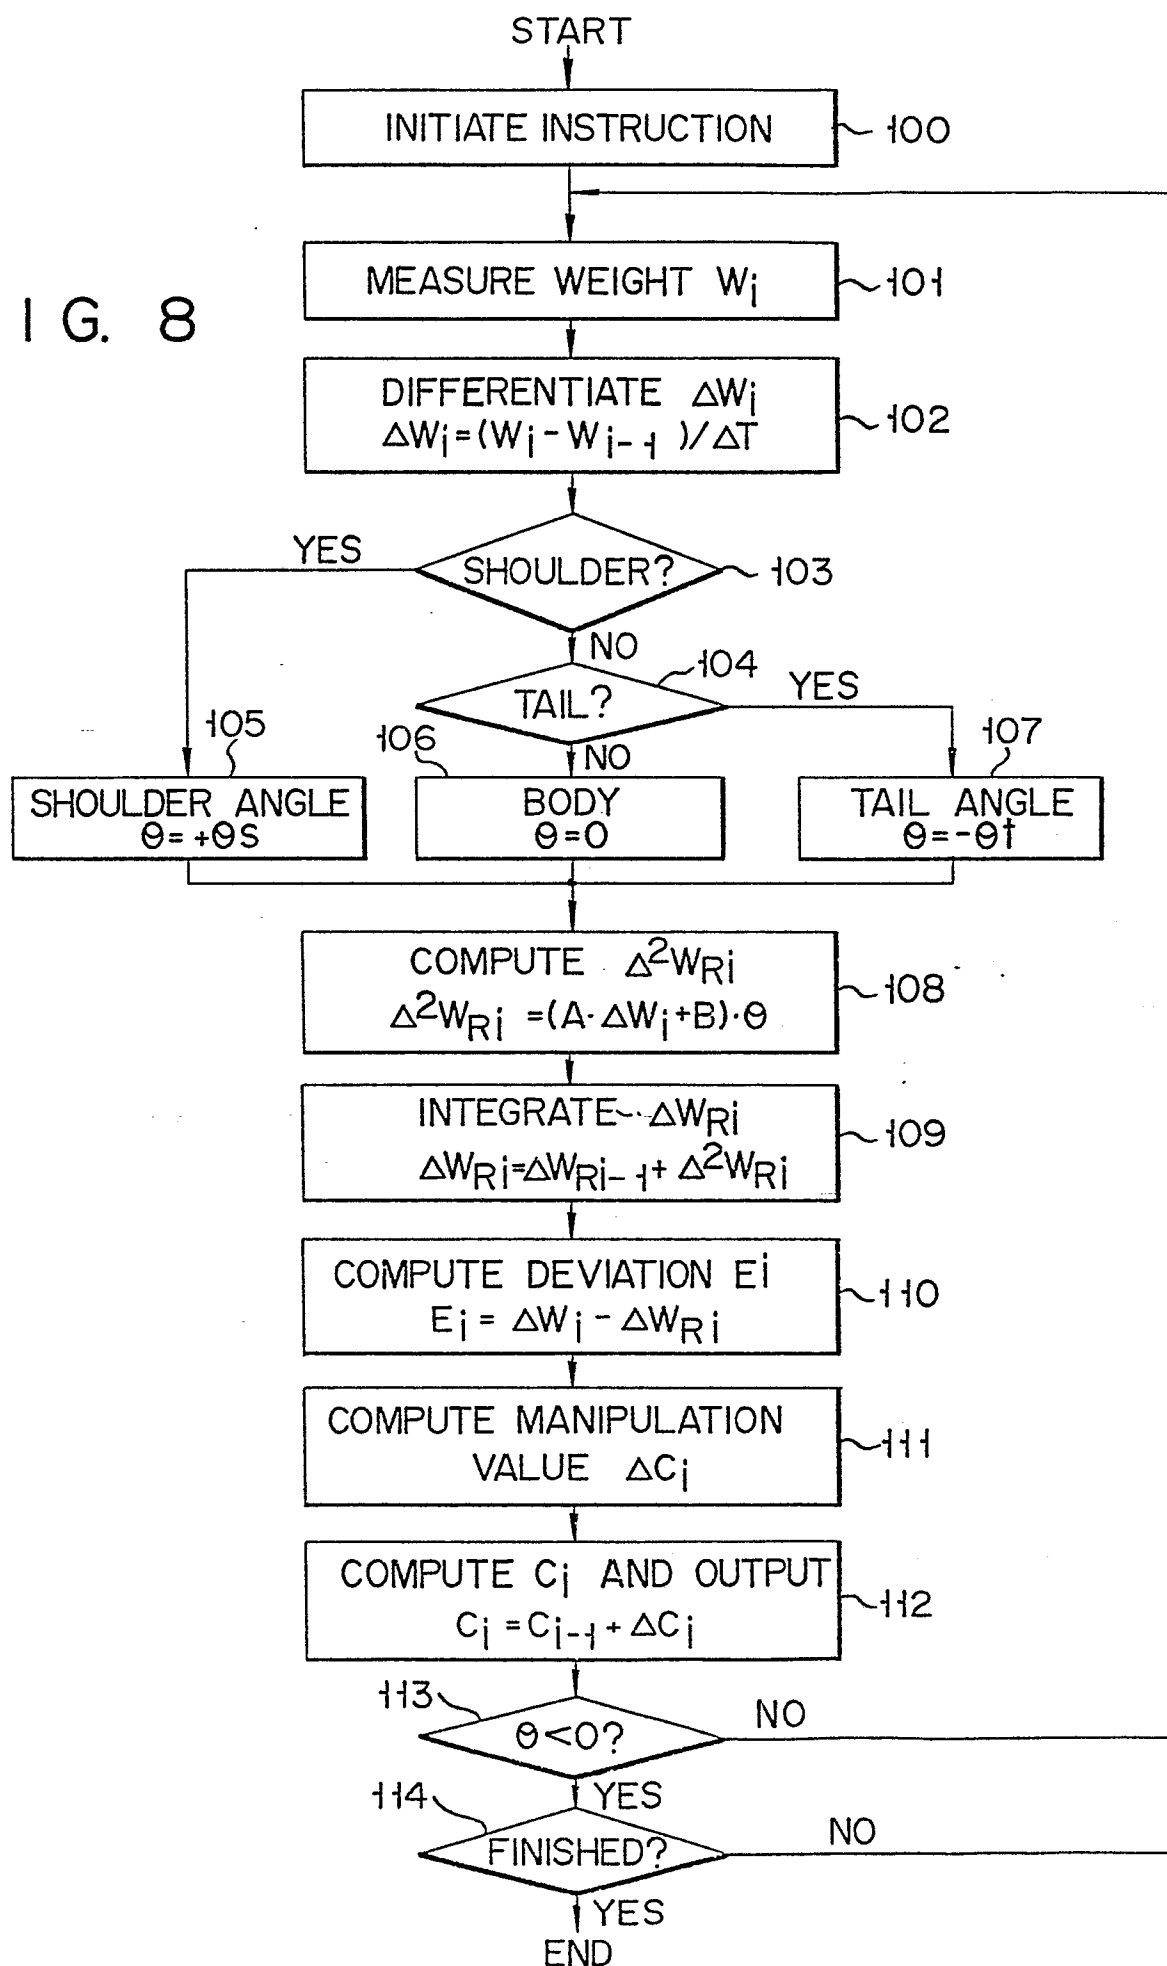 START
INITIATE INSTRUCTION
100
MEASURE WEIGHT Wi
101
IG. 8
DIFFERENTIATE ΔWi
ΔWi=(Wi-Wi-1)/ΔT
102
SHOULDER?
103
YES
NO
TAIL?
104
YES
NO
105
SHOULDER ANGLE
θ=+θs
106
BODY
θ=0
107
TAIL ANGLE
θ=-θt
COMPUTE Δ²WRi
Δ²WRi =(A·ΔWi+B)·θ
108
INTEGRATE ΔWRi
ΔWRi=ΔWRi-1+Δ²WRi
109
COMPUTE DEVIATION Ei
Ei = ΔWi - ΔWRi
110
COMPUTE MANIPULATION
VALUE ΔCi
111
COMPUTE Ci AND OUTPUT
Ci = Ci-1 + ΔCi
112
113
θ<0?
NO
YES
114
FINISHED?
NO
YES
END